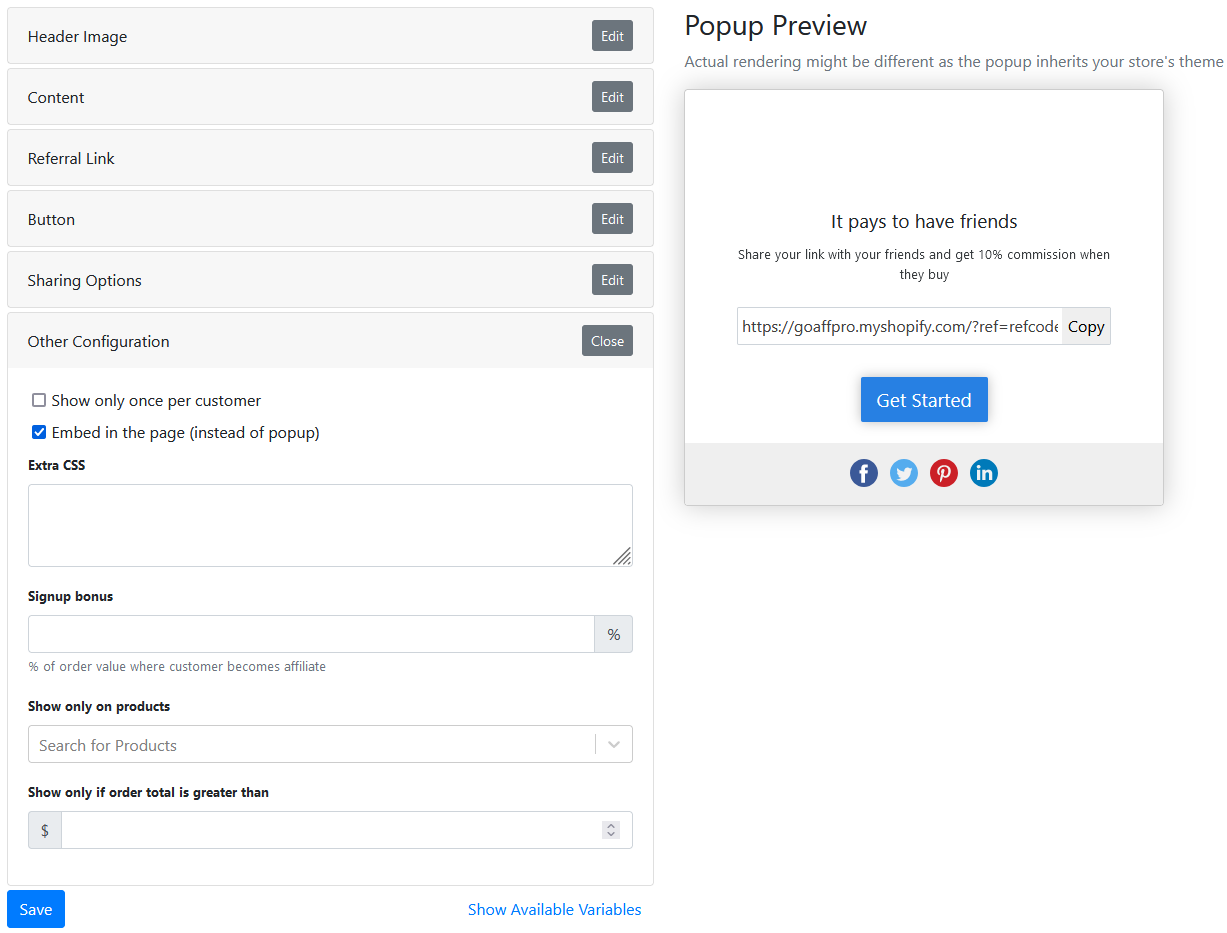 Header Image
Edit
Content
Edit
Referral Link
Edit
Button
Edit
Sharing Options
Edit
Other Configuration
Close
Show only once per customer
Embed in the page (instead of popup)
Extra CSS
Signup bonus
%
% of order value where customer becomes affiliate
Show only on products
Search for Products
Show only if order total is greater than
$
Save
Show Available Variables
Popup Preview
Actual rendering might be different as the popup inherits your store's theme
It pays to have friends
Share your link with your friends and get 10% commission when
they buy
https://goaffpro.myshopify.com/?ref=refcode
Copy
Get Started
f
in